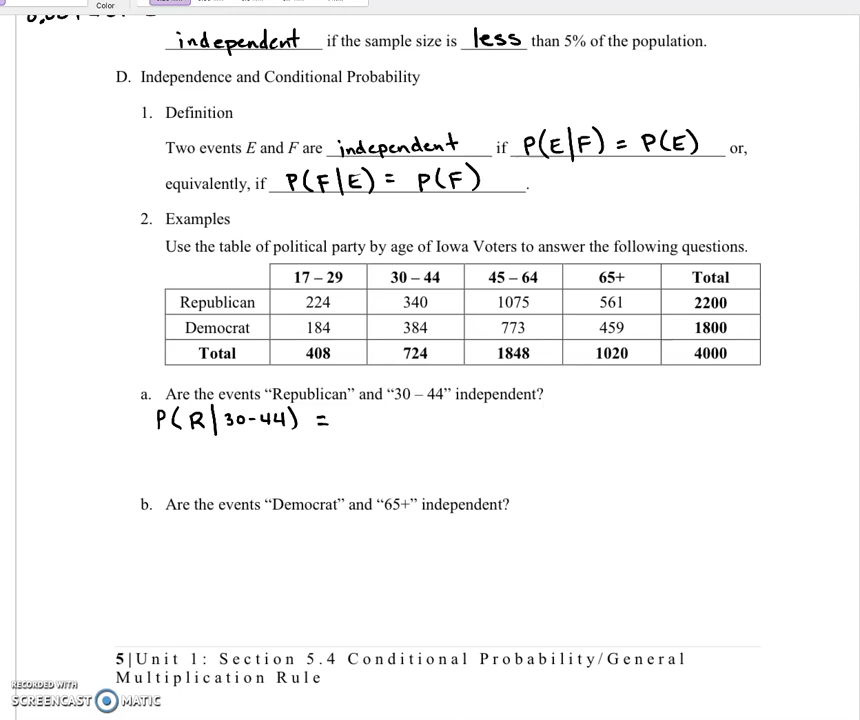 Color
independent if the sample size is less than 5% of the population.
D. Independence and Conditional Probability
1. Definition
Two events E and F are independent if P(E|F) = P(E) or,
equivalently, if P(F|E) = P(F).
2. Examples
Use the table of political party by age of Iowa Voters to answer the following questions.
17 – 29 30 – 44 45 – 64 65+ Total
Republican 224 340 1075 561 2200
Democrat 184 384 773 459 1800
Total 408 724 1848 1020 4000
a. Are the events “Republican” and “30 – 44” independent?
P(R|30-44) =
b. Are the events “Democrat” and “65+” independent?
5|Unit 1: Section 5.4 Conditional Probability/General
Multiplication Rule
RECORDED WITH
SCREENCAST MATIC